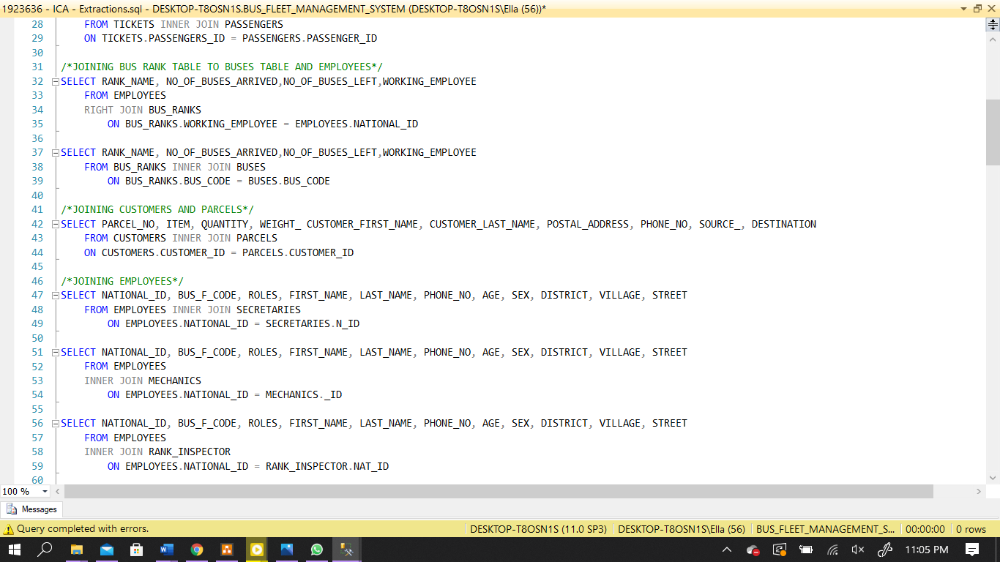 1923636 - ICA - Extractions.sql - DESKTOP-T8OSN1S.BUS_FLEET_MANAGEMENT_SYSTEM (DESKTOP-T8OSN1S\Ella (56))*
28 FROM TICKETS INNER JOIN PASSENGERS
29 ON TICKETS.PASSENGERS_ID = PASSENGERS.PASSENGER_ID
30
31 /*JOINING BUS RANK TABLE TO BUSES TABLE AND EMPLOYEES*/
32 SELECT RANK_NAME, NO_OF_BUSES_ARRIVED,NO_OF_BUSES_LEFT,WORKING_EMPLOYEE
33 FROM EMPLOYEES
34 RIGHT JOIN BUS_RANKS
35 ON BUS_RANKS.WORKING_EMPLOYEE = EMPLOYEES.NATIONAL_ID
36
37 SELECT RANK_NAME, NO_OF_BUSES_ARRIVED,NO_OF_BUSES_LEFT,WORKING_EMPLOYEE
38 FROM BUS_RANKS INNER JOIN BUSES
39 ON BUS_RANKS.BUS_CODE = BUSES.BUS_CODE
40
41 /*JOINING CUSTOMERS AND PARCELS*/
42 SELECT PARCEL_NO, ITEM, QUANTITY, WEIGHT_ CUSTOMER_FIRST_NAME, CUSTOMER_LAST_NAME, POSTAL_ADDRESS, PHONE_NO, SOURCE_, DESTINATION
43 FROM CUSTOMERS INNER JOIN PARCELS
44 ON CUSTOMERS.CUSTOMER_ID = PARCELS.CUSTOMER_ID
45
46 /*JOINING EMPLOYEES*/
47 SELECT NATIONAL_ID, BUS_F_CODE, ROLES, FIRST_NAME, LAST_NAME, PHONE_NO, AGE, SEX, DISTRICT, VILLAGE, STREET
48 FROM EMPLOYEES INNER JOIN SECRETARIES
49 ON EMPLOYEES.NATIONAL_ID = SECRETARIES.N_ID
50
51 SELECT NATIONAL_ID, BUS_F_CODE, ROLES, FIRST_NAME, LAST_NAME, PHONE_NO, AGE, SEX, DISTRICT, VILLAGE, STREET
52 FROM EMPLOYEES
53 INNER JOIN MECHANICS
54 ON EMPLOYEES.NATIONAL_ID = MECHANICS._ID
55
56 SELECT NATIONAL_ID, BUS_F_CODE, ROLES, FIRST_NAME, LAST_NAME, PHONE_NO, AGE, SEX, DISTRICT, VILLAGE, STREET
57 FROM EMPLOYEES
58 INNER JOIN RANK_INSPECTOR
59 ON EMPLOYEES.NATIONAL_ID = RANK_INSPECTOR.NAT_ID
60
100 %
Messages
Query completed with errors. DESKTOP-T8OSN1S (11.0 SP3) DESKTOP-T8OSN1S\Ella (56) BUS_FLEET_MANAGEMENT_S... 00:00:00 0 rows
11:05 PM